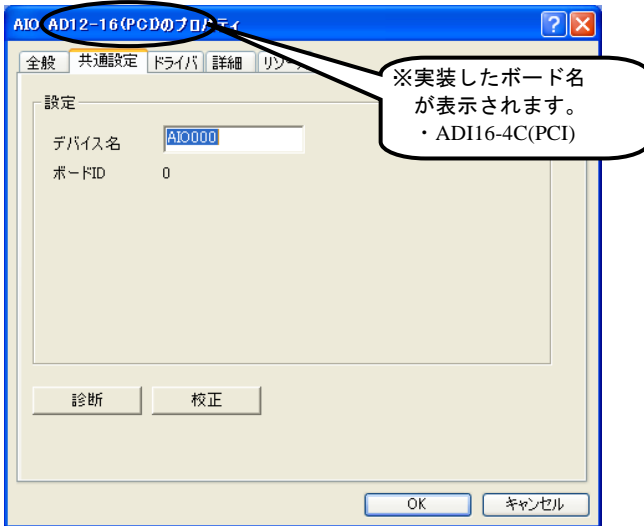 AIO AD12-16(PCI)のプロパティ
全般 共通設定 ドライバ 詳細
※実装したボード名
が表示されます。
・ADI16-4C(PCI)
設定
デバイス名 AIO000
ボードID 0
診断 校正
OK キャンセル